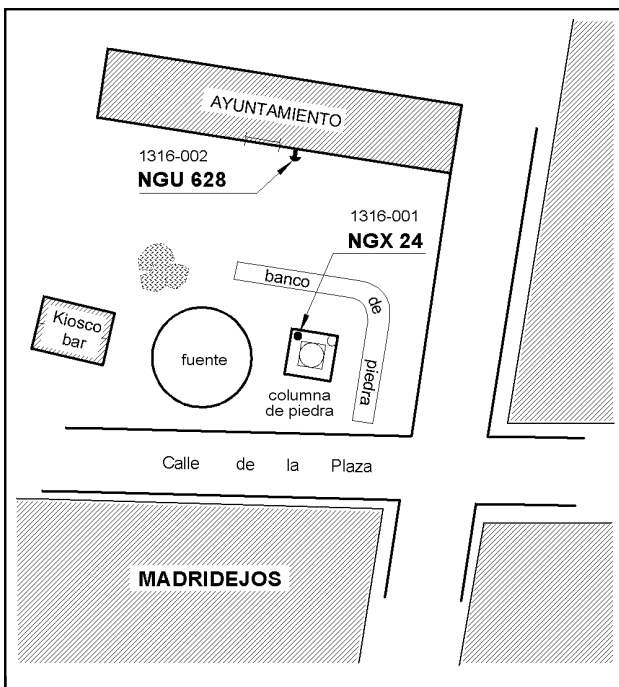 AYUNTAMIENTO
1316-002
NGU 628
1316-001
NGX 24
banco de piedra
Kiosco
bar
fuente
columna
de piedra
Calle de la Plaza
MADRIDEJOS